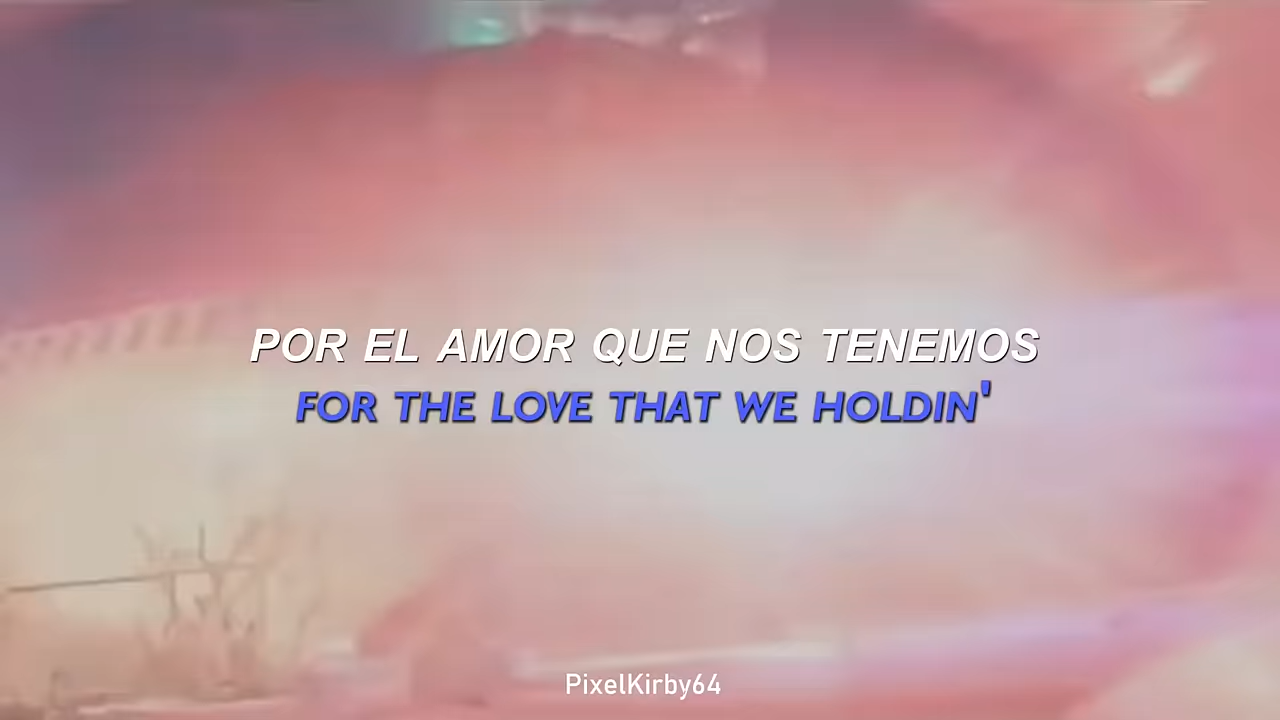 POR EL AMOR QUE NOS TENEMOS
FOR THE LOVE THAT WE HOLDIN'
PixelKirby64